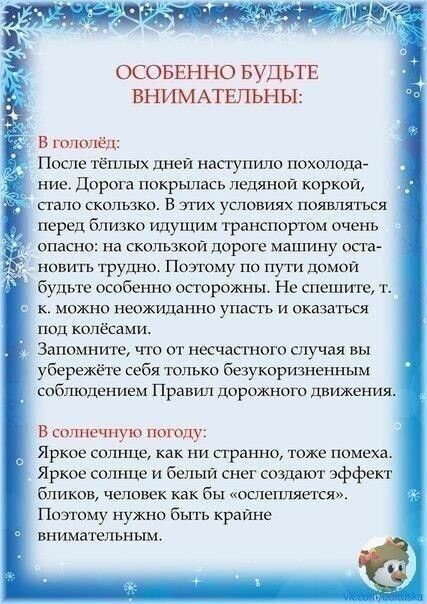 ОСОБЕННО БУДЬТЕ
ВНИМАТЕЛЬНЫ:
В гололёд:
После тёплых дней наступило похолода-
ние. Дорога покрылась ледяной коркой,
стало скользко. В этих условиях появляться
перед близко идущим транспортом очень
опасно: на скользкой дороге машину оста-
новить трудно. Поэтому по пути домой
будьте особенно осторожны. Не спешите, т.
к. можно неожиданно упасть и оказаться
под колёсами.
Запомните, что от несчастного случая вы
убережёте себя только безукоризненным
соблюдением Правил дорожного движения.
В солнечную погоду:
Яркое солнце, как ни странно, тоже помеха.
Яркое солнце и белый снег создают эффект
бликов, человек как бы «ослепляется».
Поэтому нужно быть крайне
внимательным.